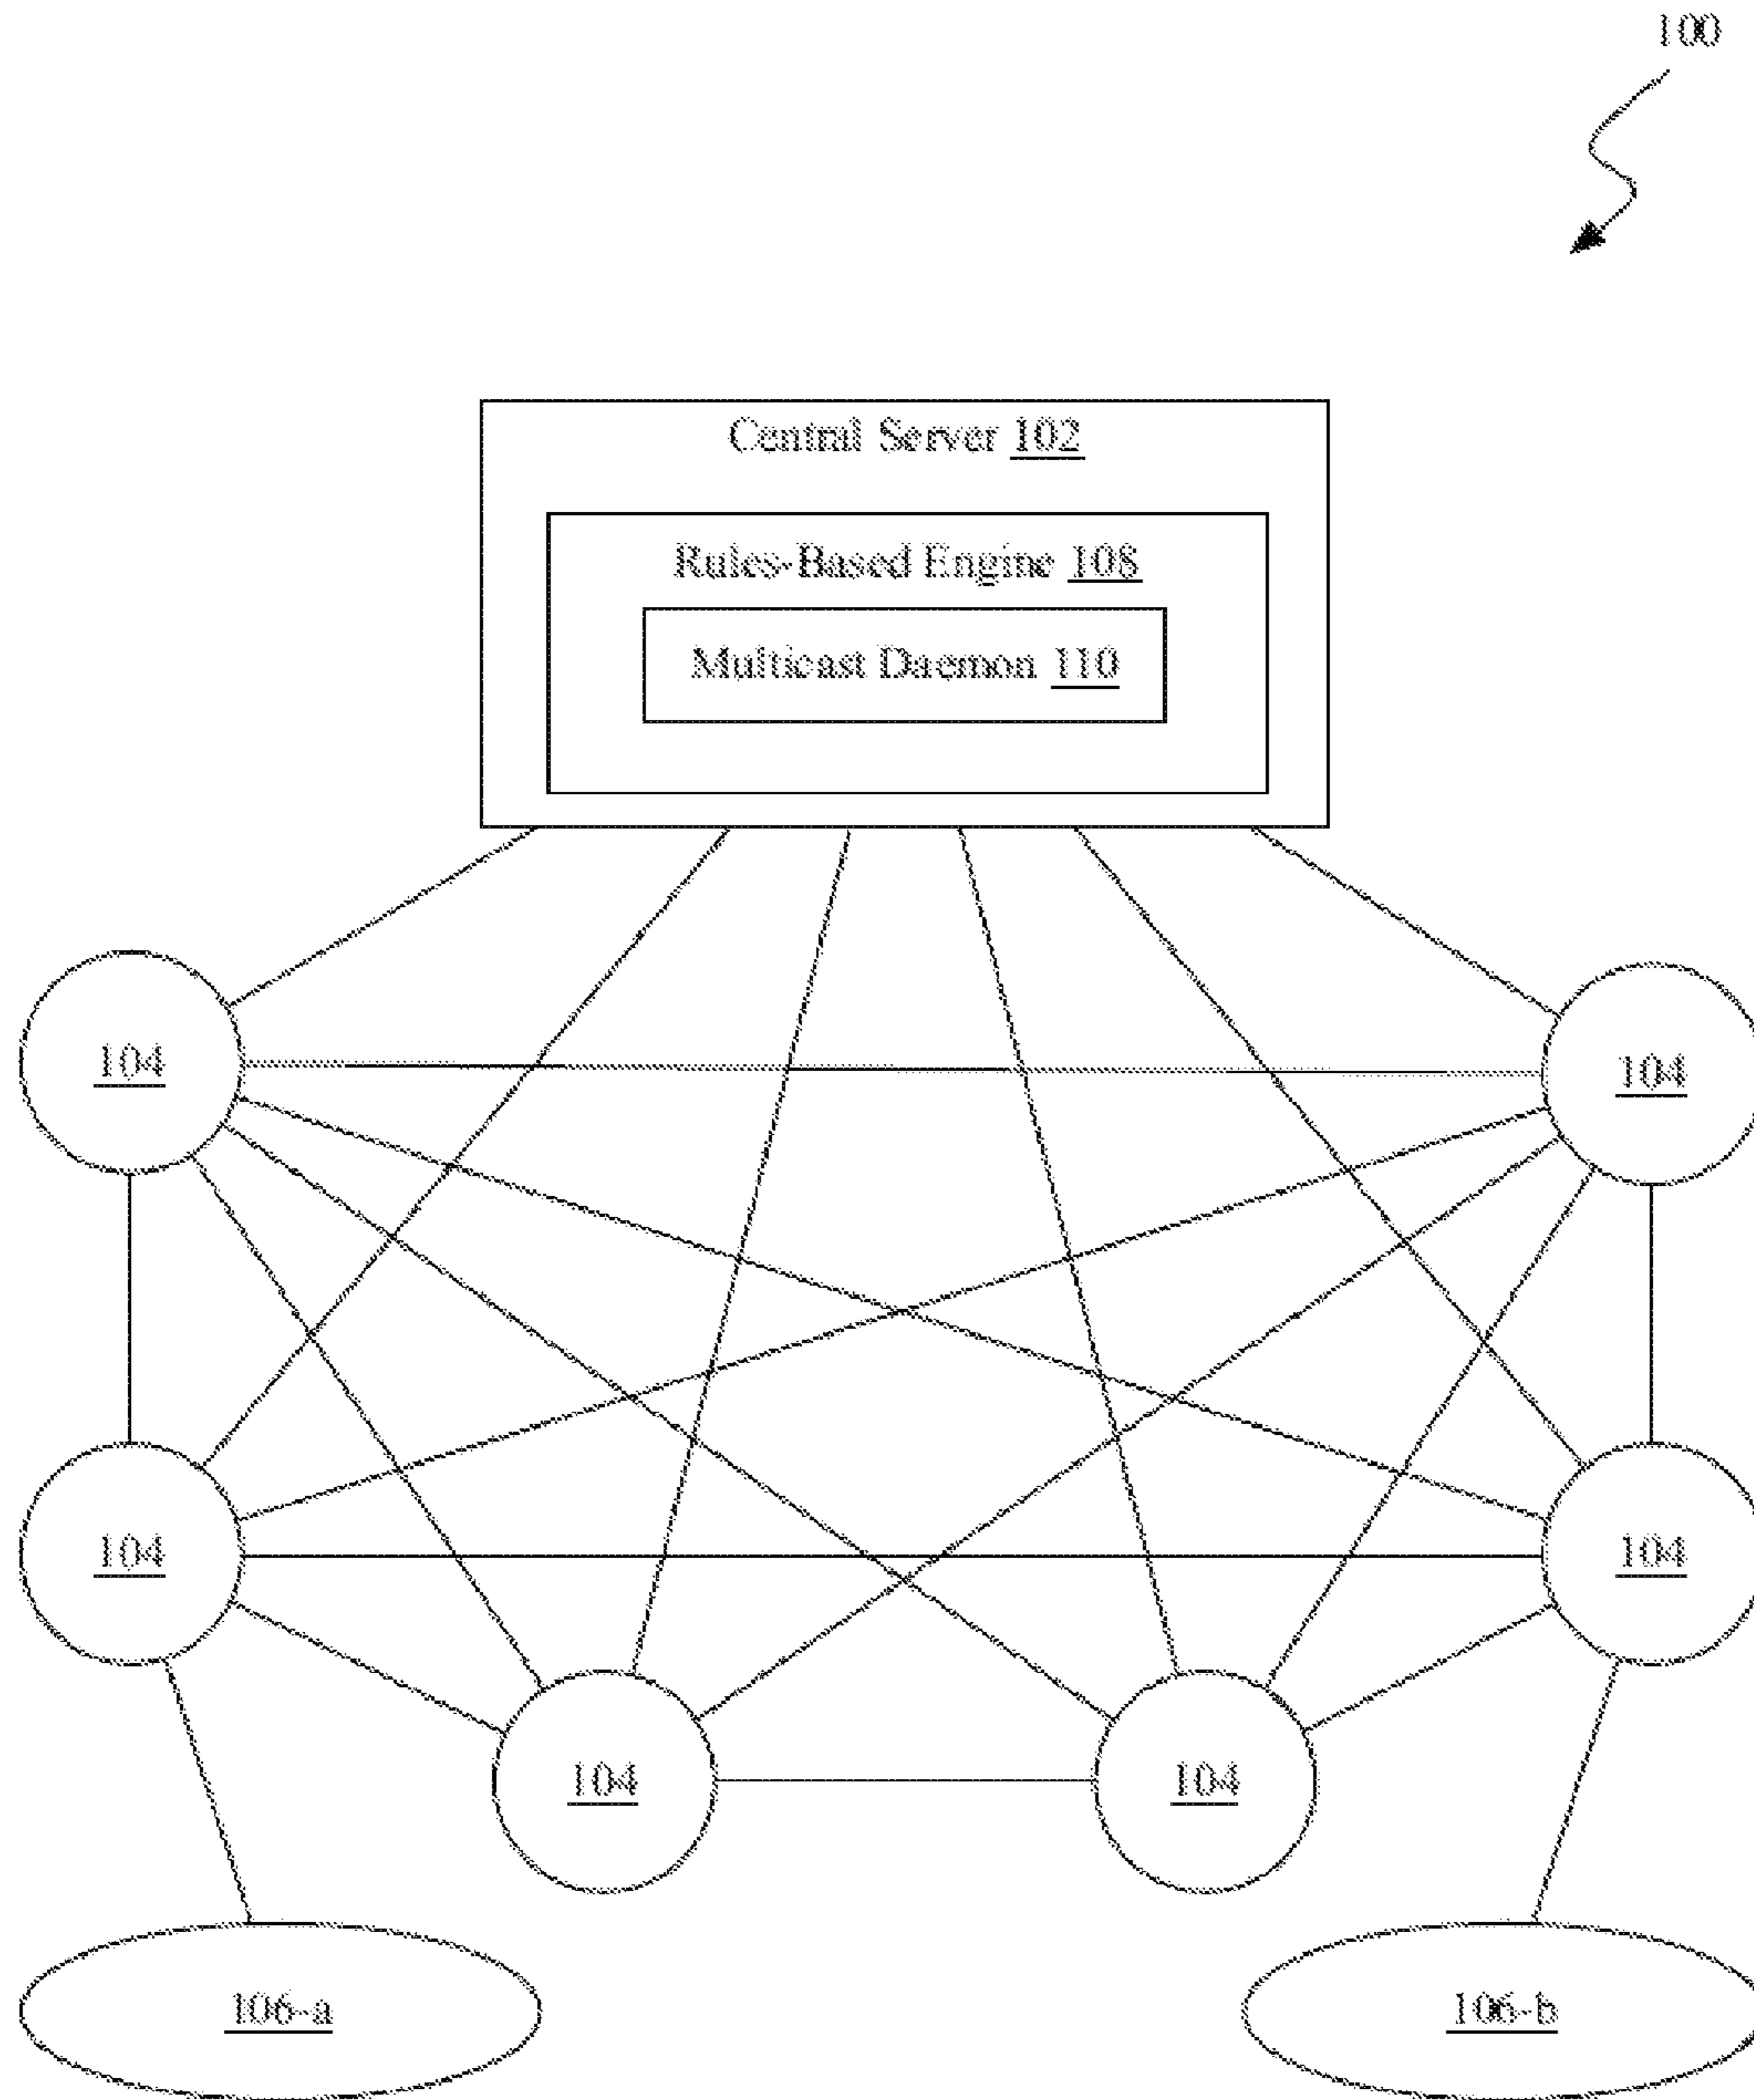 100
Central Server 102
Rules-Based Engine 108
Multicast Daemon 110
104
104
104
104
104
104
106-a
106-b